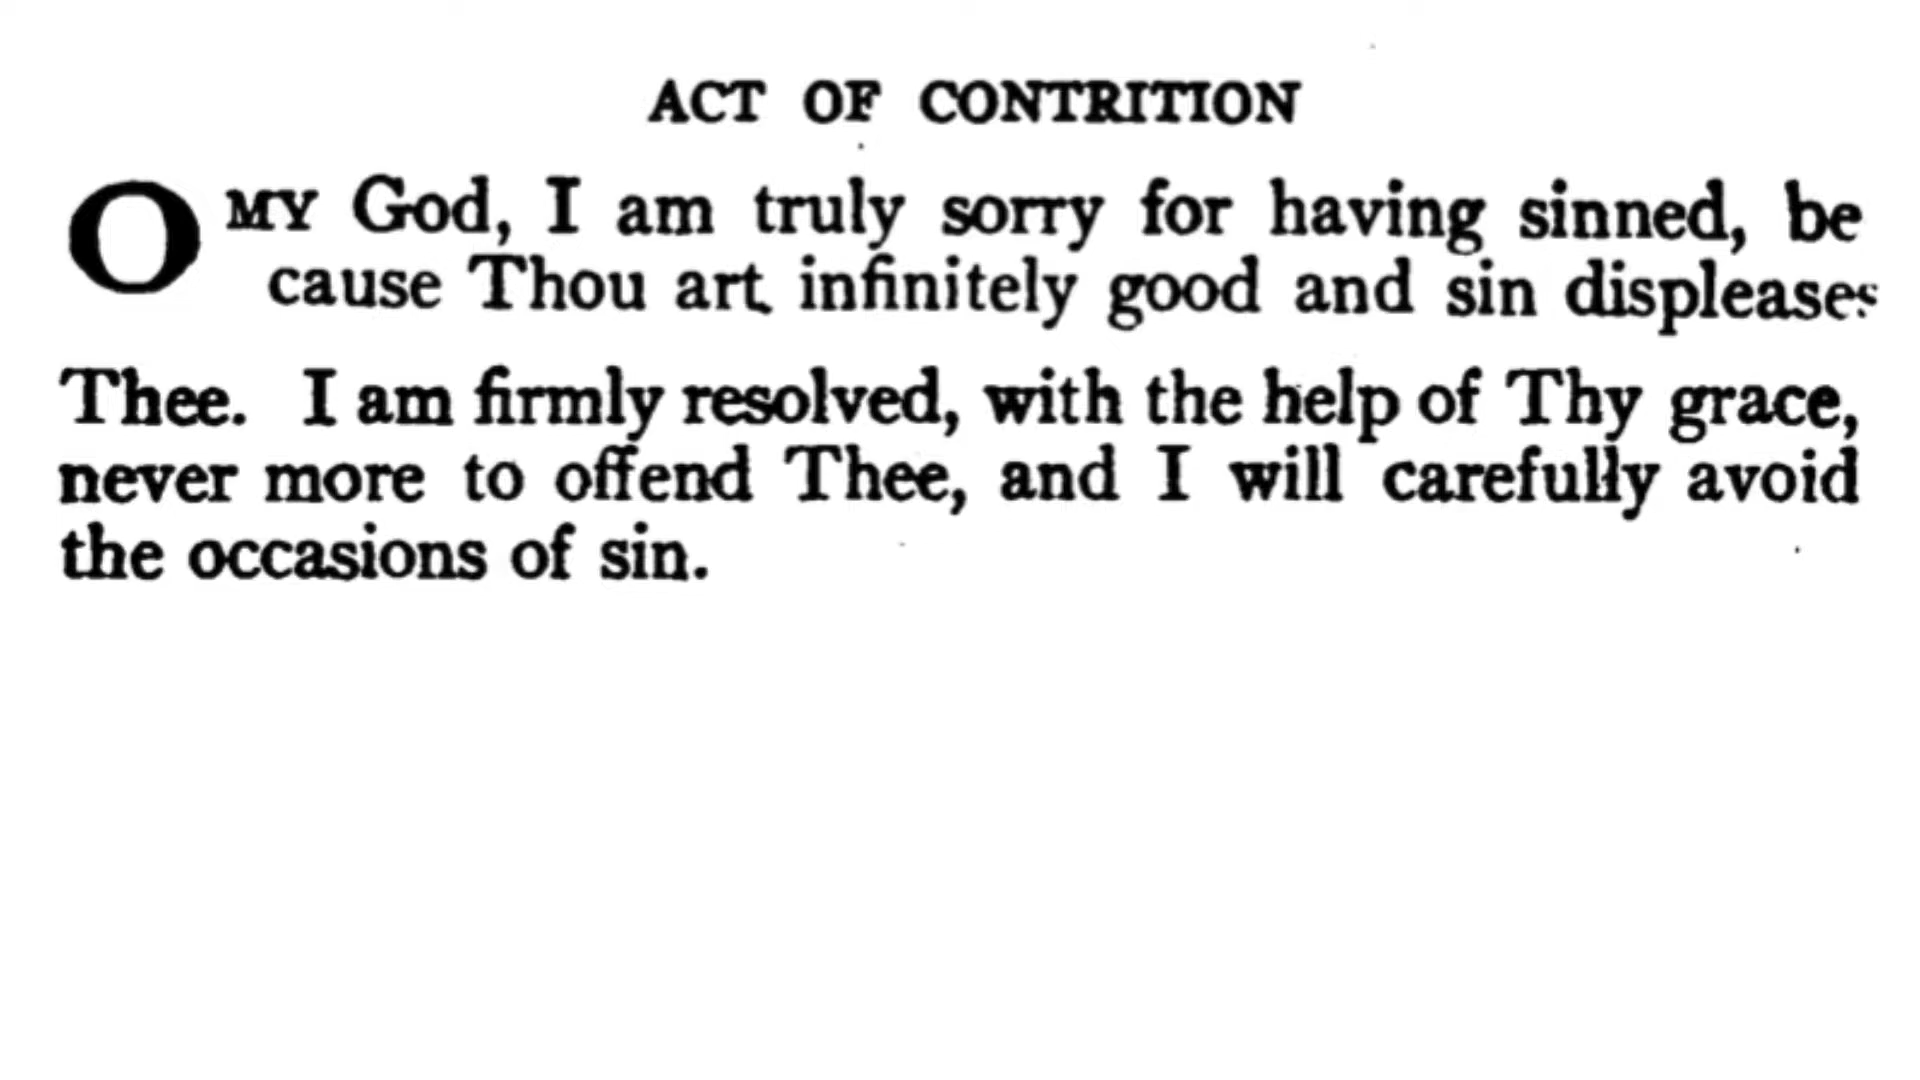 ACT OF CONTRITION
O MY God, I am truly sorry for having sinned, be
cause Thou art infinitely good and sin displeases
Thee. I am firmly resolved, with the help of Thy grace,
never more to offend Thee, and I will carefully avoid
the occasions of sin.